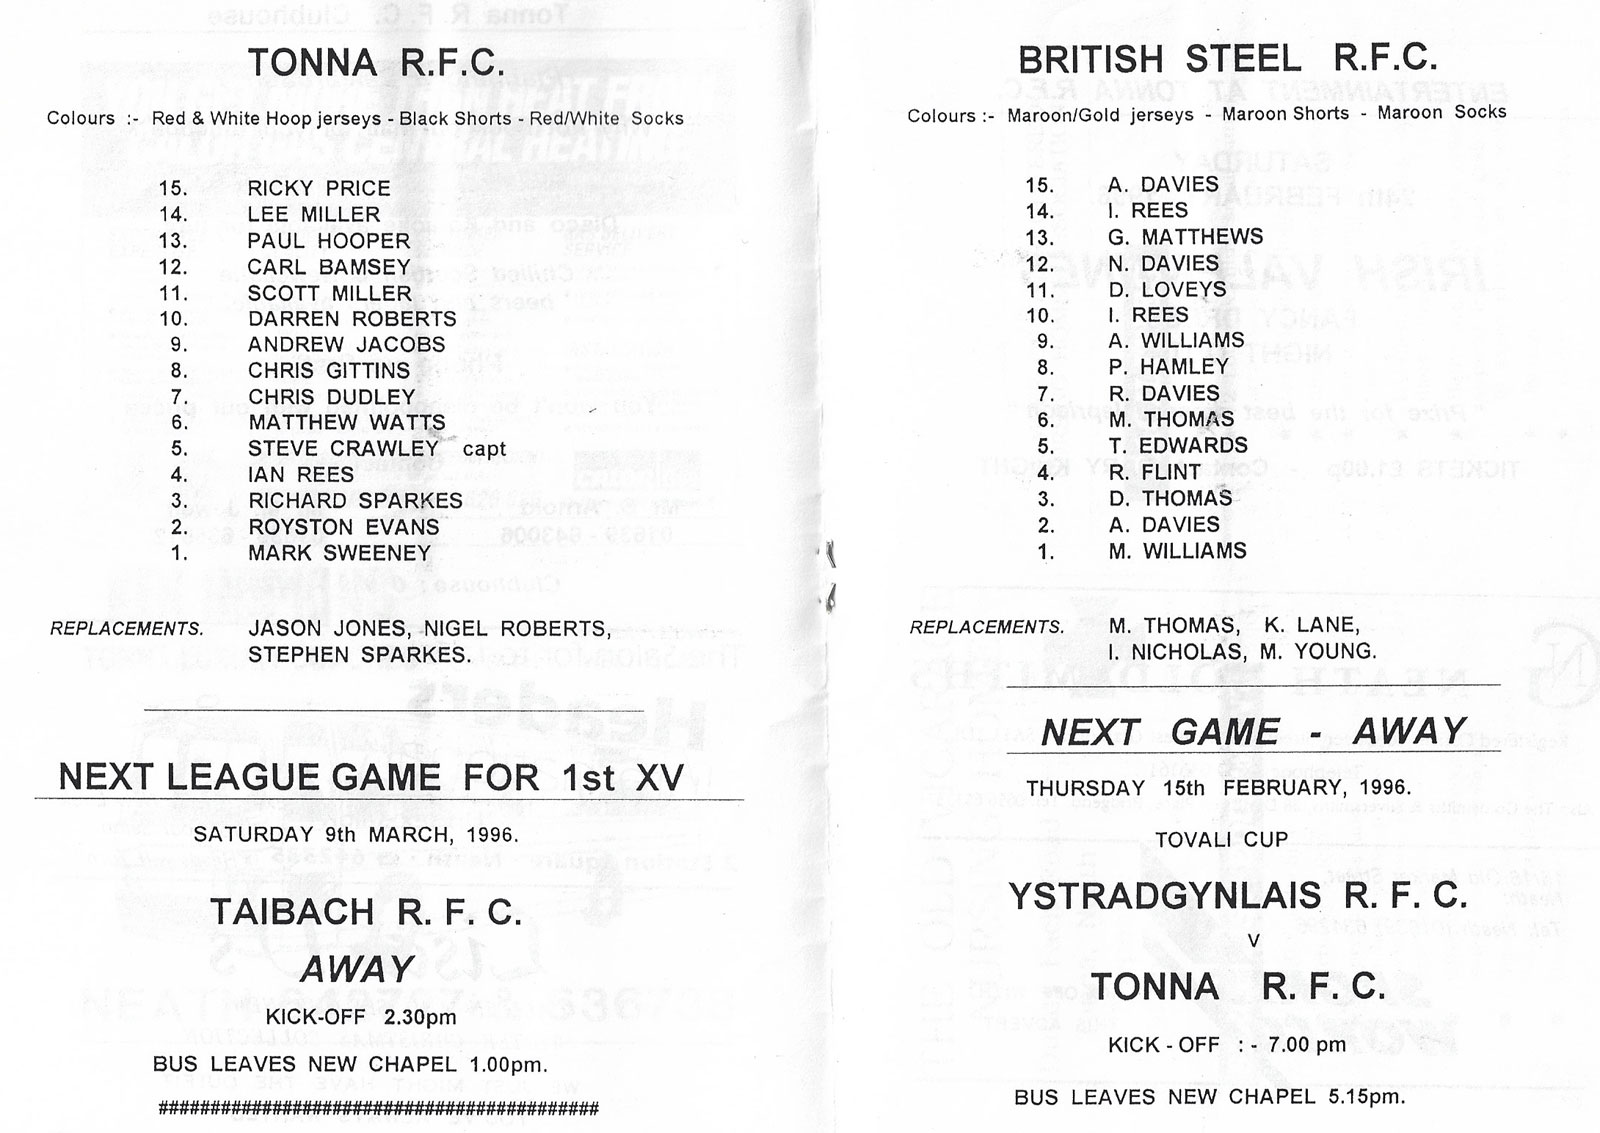 TONNA R.F.C.
Colours :- Red & White Hoop jerseys - Black Shorts - Red/White Socks
15. RICKY PRICE
14. LEE MILLER
13. PAUL HOOPER
12. CARL BAMSEY
11. SCOTT MILLER
10. DARREN ROBERTS
9. ANDREW JACOBS
8. CHRIS GITTINS
7. CHRIS DUDLEY
6. MATTHEW WATTS
5. STEVE CRAWLEY capt
4. IAN REES
3. RICHARD SPARKES
2. ROYSTON EVANS
1. MARK SWEENEY
REPLACEMENTS. JASON JONES, NIGEL ROBERTS,
STEPHEN SPARKES.
NEXT LEAGUE GAME FOR 1st XV
SATURDAY 9th MARCH, 1996.
TAIBACH R. F. C.
AWAY
KICK-OFF 2.30pm
BUS LEAVES NEW CHAPEL 1.00pm.
##########################################
BRITISH STEEL R.F.C.
Colours :- Maroon/Gold jerseys - Maroon Shorts - Maroon Socks
15. A. DAVIES
14. I. REES
13. G. MATTHEWS
12. N. DAVIES
11. D. LOVEYS
10. I. REES
9. A. WILLIAMS
8. P. HAMLEY
7. R. DAVIES
6. M. THOMAS
5. T. EDWARDS
4. R. FLINT
3. D. THOMAS
2. A. DAVIES
1. M. WILLIAMS
REPLACEMENTS. M. THOMAS, K. LANE,
I. NICHOLAS, M. YOUNG.
NEXT GAME - AWAY
THURSDAY 15th FEBRUARY, 1996.
TOVALI CUP
YSTRADGYNLAIS R. F. C.
v
TONNA R. F. C.
KICK - OFF : - 7.00 pm
BUS LEAVES NEW CHAPEL 5.15pm.